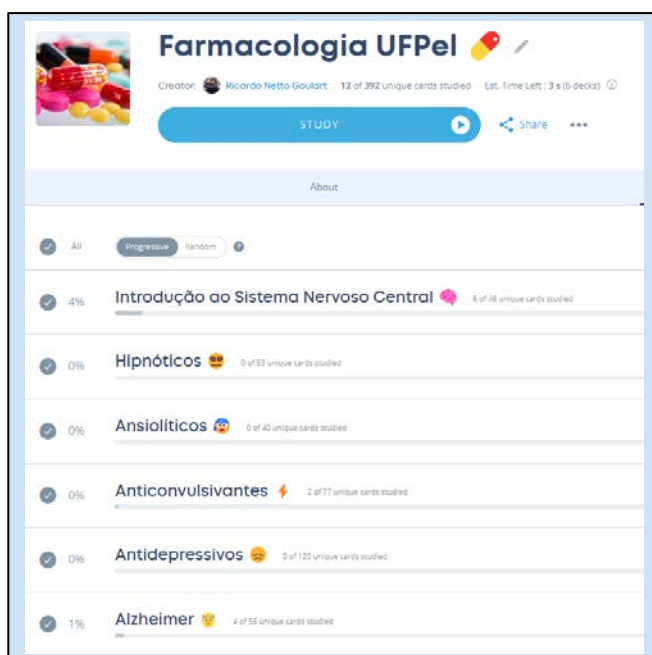 Farmacologia UFPel
Creator: Ricardo Netto Goulart 12 of 392 unique cards studied Est. Time Left: 3 s (6 decks)
STUDY Share
About
All Progressive Random
4% Introdução ao Sistema Nervoso Central 6 of 46 unique cards studied
0% Hipnóticos 0 of 53 unique cards studied
0% Ansiolíticos 0 of 40 unique cards studied
0% Anticonvulsivantes 2 of 77 unique cards studied
0% Antidepressivos 0 of 120 unique cards studied
1% Alzheimer 4 of 56 unique cards studied